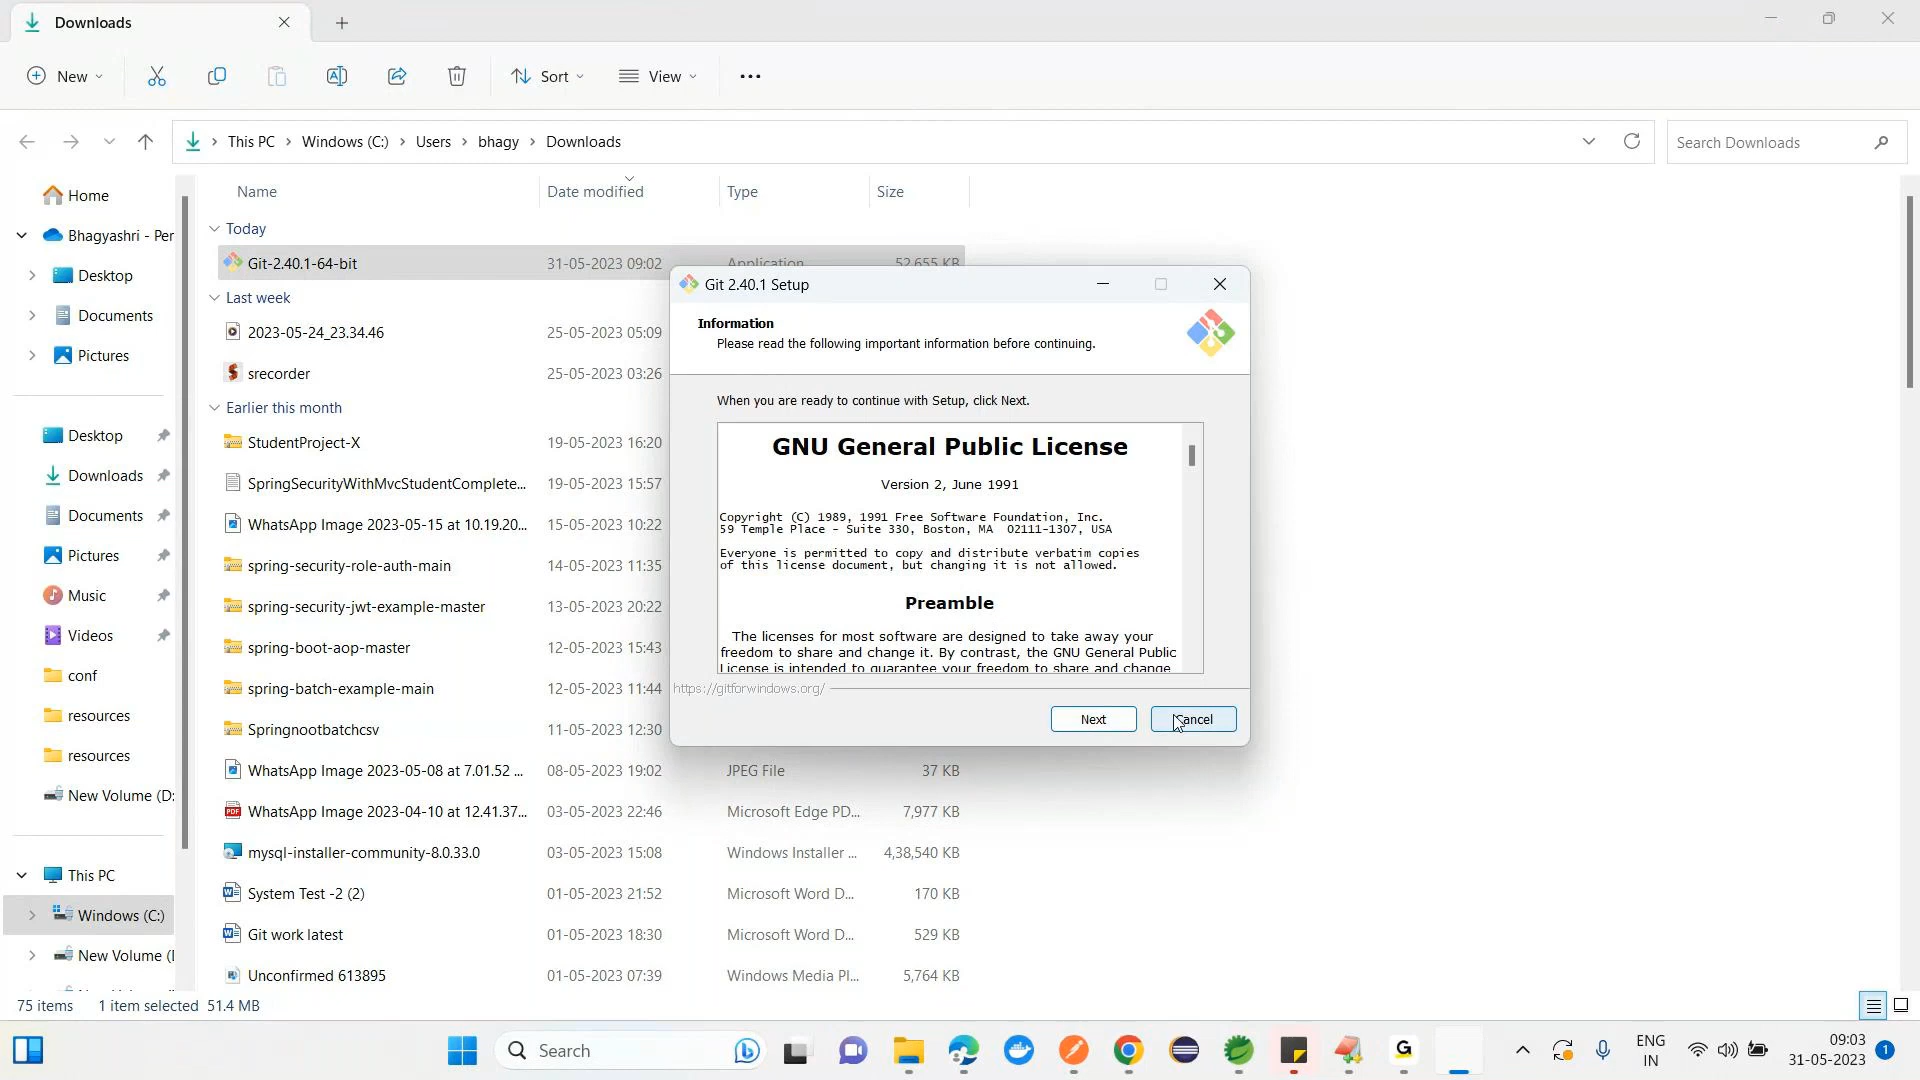 Downloads
New
Sort
View
This PC > Windows (C:) > Users > bhagy > Downloads
Search Downloads
Name
Date modified
Type
Size
Home
Bhagyashri - Per
Desktop
Documents
Pictures
Desktop
Downloads
Documents
Pictures
Music
Videos
conf
resources
resources
New Volume (D:
This PC
Windows (C:)
New Volume (
Today
Git-2.40.1-64-bit 31-05-2023 09:02 Application 52,655 KB
Last week
2023-05-24_23.34.46 25-05-2023 05:09
srecorder 25-05-2023 03:26
Earlier this month
StudentProject-X 19-05-2023 16:20
SpringSecurityWithMvcStudentComplete... 19-05-2023 15:57
WhatsApp Image 2023-05-15 at 10.19.20... 15-05-2023 10:22
spring-security-role-auth-main 14-05-2023 11:35
spring-security-jwt-example-master 13-05-2023 20:22
spring-boot-aop-master 12-05-2023 15:43
spring-batch-example-main 12-05-2023 11:44
Springnootbatchcsv 11-05-2023 12:30
WhatsApp Image 2023-05-08 at 7.01.52 ... 08-05-2023 19:02 JPEG File 37 KB
WhatsApp Image 2023-04-10 at 12.41.37... 03-05-2023 22:46 Microsoft Edge PD... 7,977 KB
mysql-installer-community-8.0.33.0 03-05-2023 15:08 Windows Installer ... 4,38,540 KB
System Test -2 (2) 01-05-2023 21:52 Microsoft Word D... 170 KB
Git work latest 01-05-2023 18:30 Microsoft Word D... 529 KB
Unconfirmed 613895 01-05-2023 07:39 Windows Media Pl... 5,764 KB
Git 2.40.1 Setup
Information
Please read the following important information before continuing.
When you are ready to continue with Setup, click Next.
GNU General Public License
Version 2, June 1991
Copyright (C) 1989, 1991 Free Software Foundation, Inc.
59 Temple Place - Suite 330, Boston, MA 02111-1307, USA
Everyone is permitted to copy and distribute verbatim copies
of this license document, but changing it is not allowed.
Preamble
The licenses for most software are designed to take away your
freedom to share and change it. By contrast, the GNU General Public
License is intended to guarantee your freedom to share and change
https://gitforwindows.org/
Next
Cancel
75 items 1 item selected 51.4 MB
Search
ENG
IN
09:03
31-05-2023
1